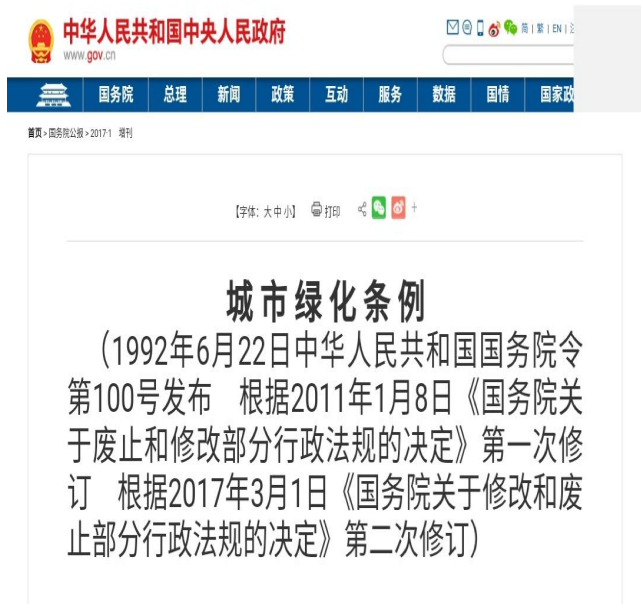 中华人民共和国中央人民政府
www.gov.cn
简 | 繁 | EN |
国务院 总理 新闻 政策 互动 服务 数据 国情 国家政
首页 > 国务院公报 > 2017-1 增刊
【字体：大 中 小】 打印 +
城市绿化条例
（1992年6月22日中华人民共和国国务院令
第100号发布 根据2011年1月8日《国务院关
于废止和修改部分行政法规的决定》第一次修
订 根据2017年3月1日《国务院关于修改和废
止部分行政法规的决定》第二次修订）